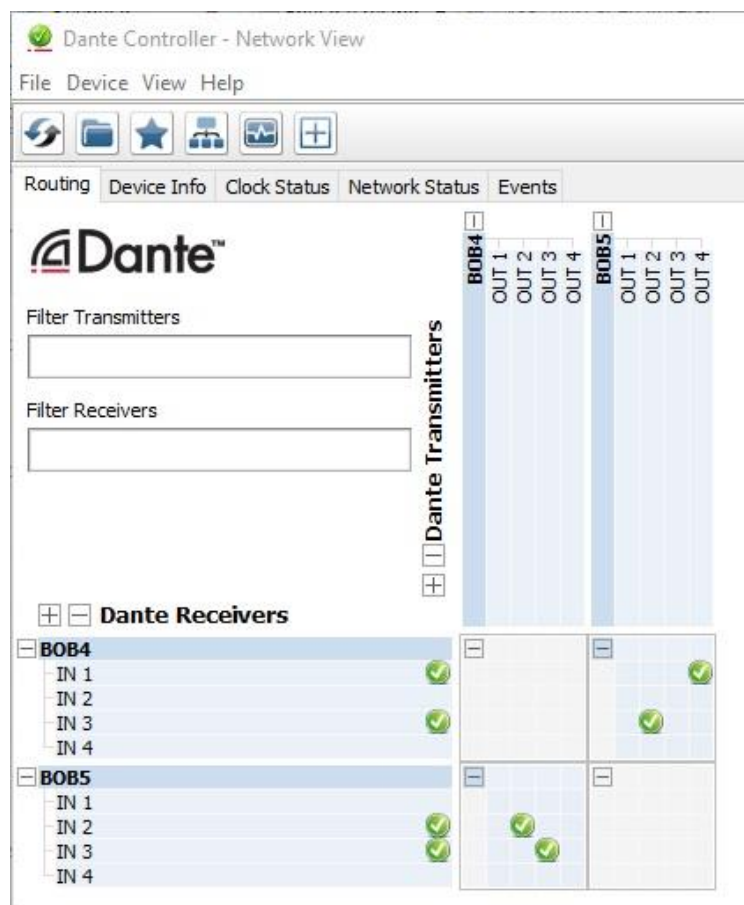 Dante Controller - Network View
File Device View Help
Routing Device Info Clock Status Network Status Events
Dante™
Filter Transmitters
Filter Receivers
Dante Transmitters
BOB4
OUT 1
OUT 2
OUT 3
OUT 4
BOB5
OUT 1
OUT 2
OUT 3
OUT 4
Dante Receivers
BOB4
IN 1
IN 2
IN 3
IN 4
BOB5
IN 1
IN 2
IN 3
IN 4